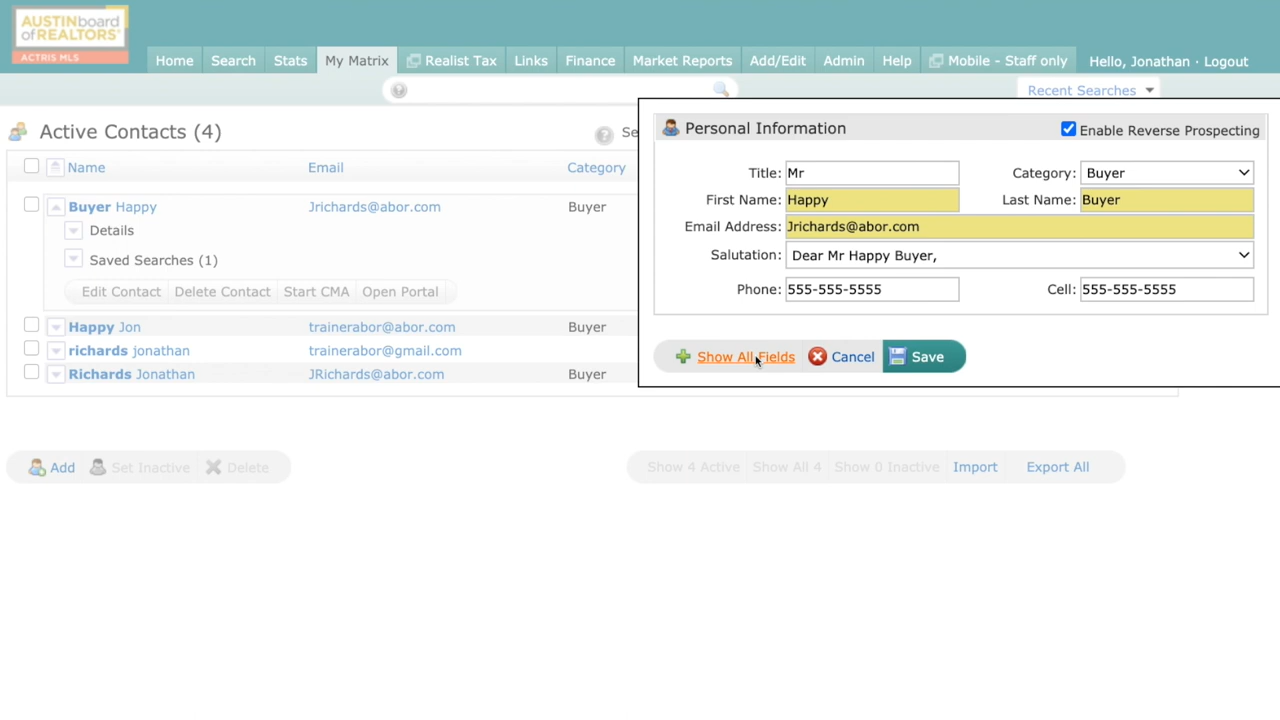 AUSTINboard
of REALTORS®
ACTRIS MLS
Home Search Stats My Matrix Realist Tax Links Finance Market Reports Add/Edit Admin Help Mobile - Staff only Hello, Jonathan · Logout
Recent Searches
Active Contacts (4)
Se
Name Email Category
Buyer Happy Jrichards@abor.com Buyer
Details
Saved Searches (1)
Edit Contact Delete Contact Start CMA Open Portal
Happy Jon trainerabor@abor.com Buyer
richards jonathan trainerabor@gmail.com
Richards Jonathan JRichards@abor.com Buyer
Personal Information Enable Reverse Prospecting
Title: Mr Category: Buyer
First Name: Happy Last Name: Buyer
Email Address: Jrichards@abor.com
Salutation: Dear Mr Happy Buyer,
Phone: 555-555-5555 Cell: 555-555-5555
Show All Fields Cancel Save
Add Set Inactive Delete Show 4 Active Show All 4 Show 0 Inactive Import Export All